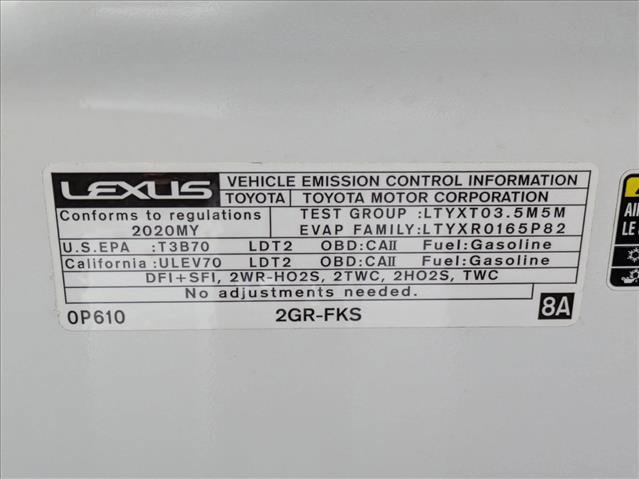 LEXUS VEHICLE EMISSION CONTROL INFORMATION
TOYOTA TOYOTA MOTOR CORPORATION
Conforms to regulations TEST GROUP :LTYXT03.5M5M
2020MY EVAP FAMILY:LTYXR0165P82
U.S.EPA :T3B70 LDT2 OBD:CAII Fuel:Gasoline
California:ULEV70 LDT2 OBD:CAII Fuel:Gasoline
DFI+SFI, 2WR-HO2S, 2TWC, 2HO2S, TWC
No adjustments needed.
0P610 2GR-FKS 8A